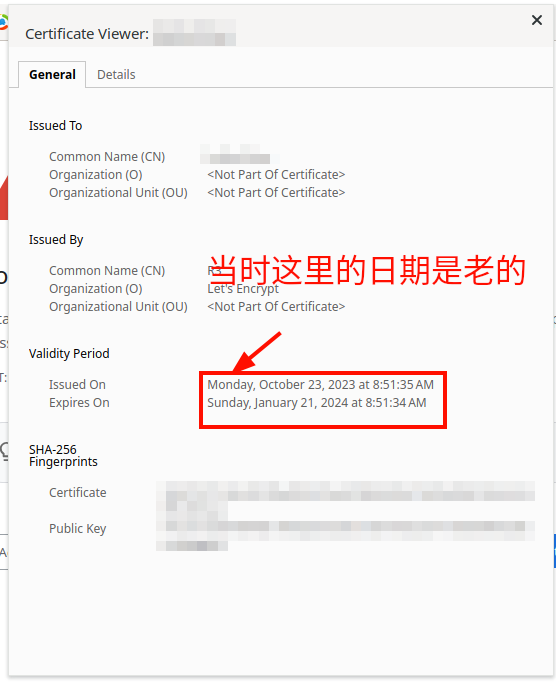 Certificate Viewer:
General Details
Issued To
Common Name (CN)
Organization (O) <Not Part Of Certificate>
Organizational Unit (OU) <Not Part Of Certificate>
Issued By
当时这里的日期是老的
Common Name (CN) R3
Organization (O) Let's Encrypt
Organizational Unit (OU) <Not Part Of Certificate>
Validity Period
Issued On Monday, October 23, 2023 at 8:51:35 AM
Expires On Sunday, January 21, 2024 at 8:51:34 AM
SHA-256
Fingerprints
Certificate
Public Key